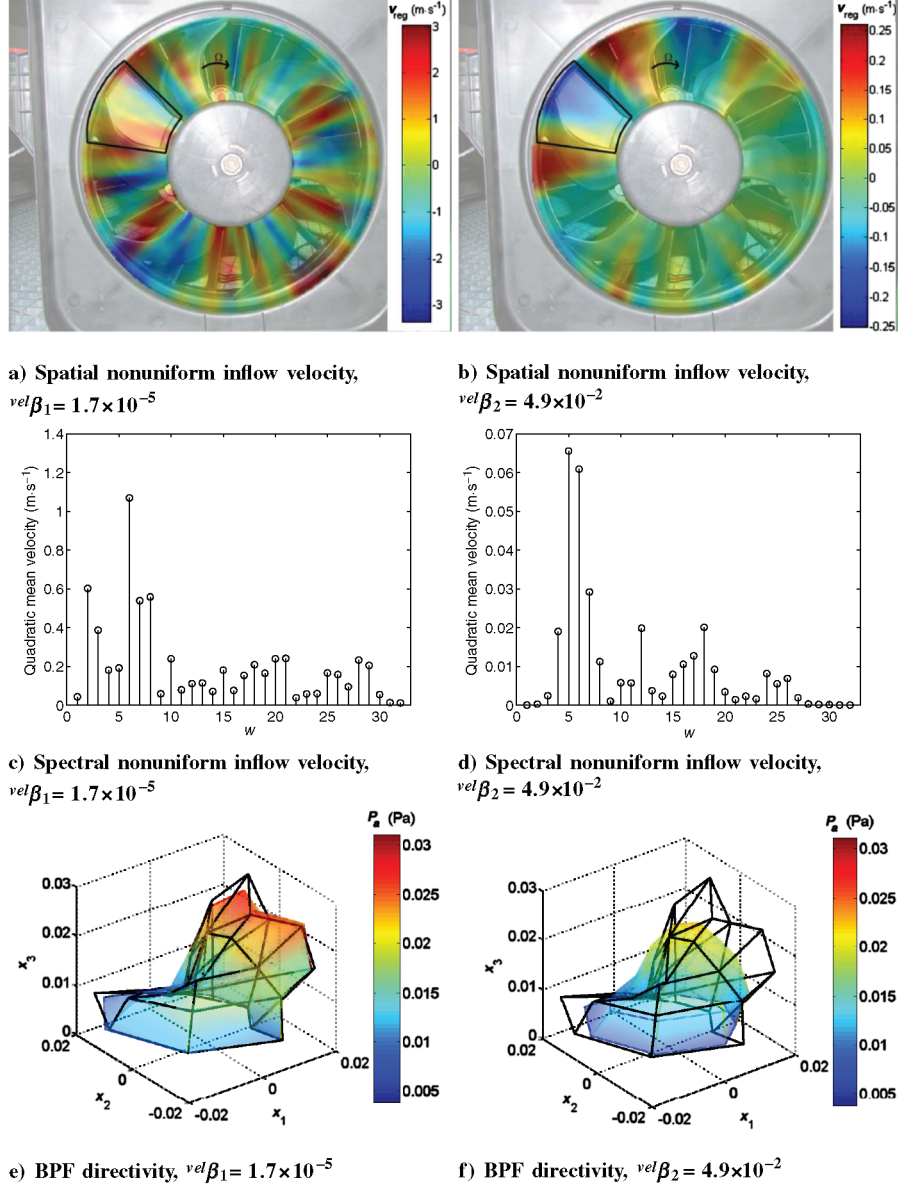 v_reg (m·s⁻¹)
3
2
1
0
-1
-2
-3
Ω
v_reg (m·s⁻¹)
0.25
0.2
0.15
0.1
0.05
0
-0.05
-0.1
-0.15
-0.2
-0.25
Ω
a) Spatial nonuniform inflow velocity,
ᵛᵉˡβ₁= 1.7×10⁻⁵
b) Spatial nonuniform inflow velocity,
ᵛᵉˡβ₂ = 4.9×10⁻²
Quadratic mean velocity (m·s⁻¹)
1.4
1.2
1
0.8
0.6
0.4
0.2
0
0 5 10 15 20 25 30
w
Quadratic mean velocity (m·s⁻¹)
0.07
0.06
0.05
0.04
0.03
0.02
0.01
0
0 5 10 15 20 25 30
w
c) Spectral nonuniform inflow velocity,
ᵛᵉˡβ₁= 1.7×10⁻⁵
d) Spectral nonuniform inflow velocity,
ᵛᵉˡβ₂ = 4.9×10⁻²
Pₐ (Pa)
0.03
0.025
0.02
0.015
0.01
0.005
x₃
0.03
0.02
0.01
0
0.02
0
-0.02
x₂
-0.02
0
0.02
x₁
Pₐ (Pa)
0.03
0.025
0.02
0.015
0.01
0.005
x₃
0.03
0.02
0.01
0
0.02
0
-0.02
x₂
-0.02
0
0.02
x₁
e) BPF directivity, ᵛᵉˡβ₁= 1.7×10⁻⁵
f) BPF directivity, ᵛᵉˡβ₂ = 4.9×10⁻²